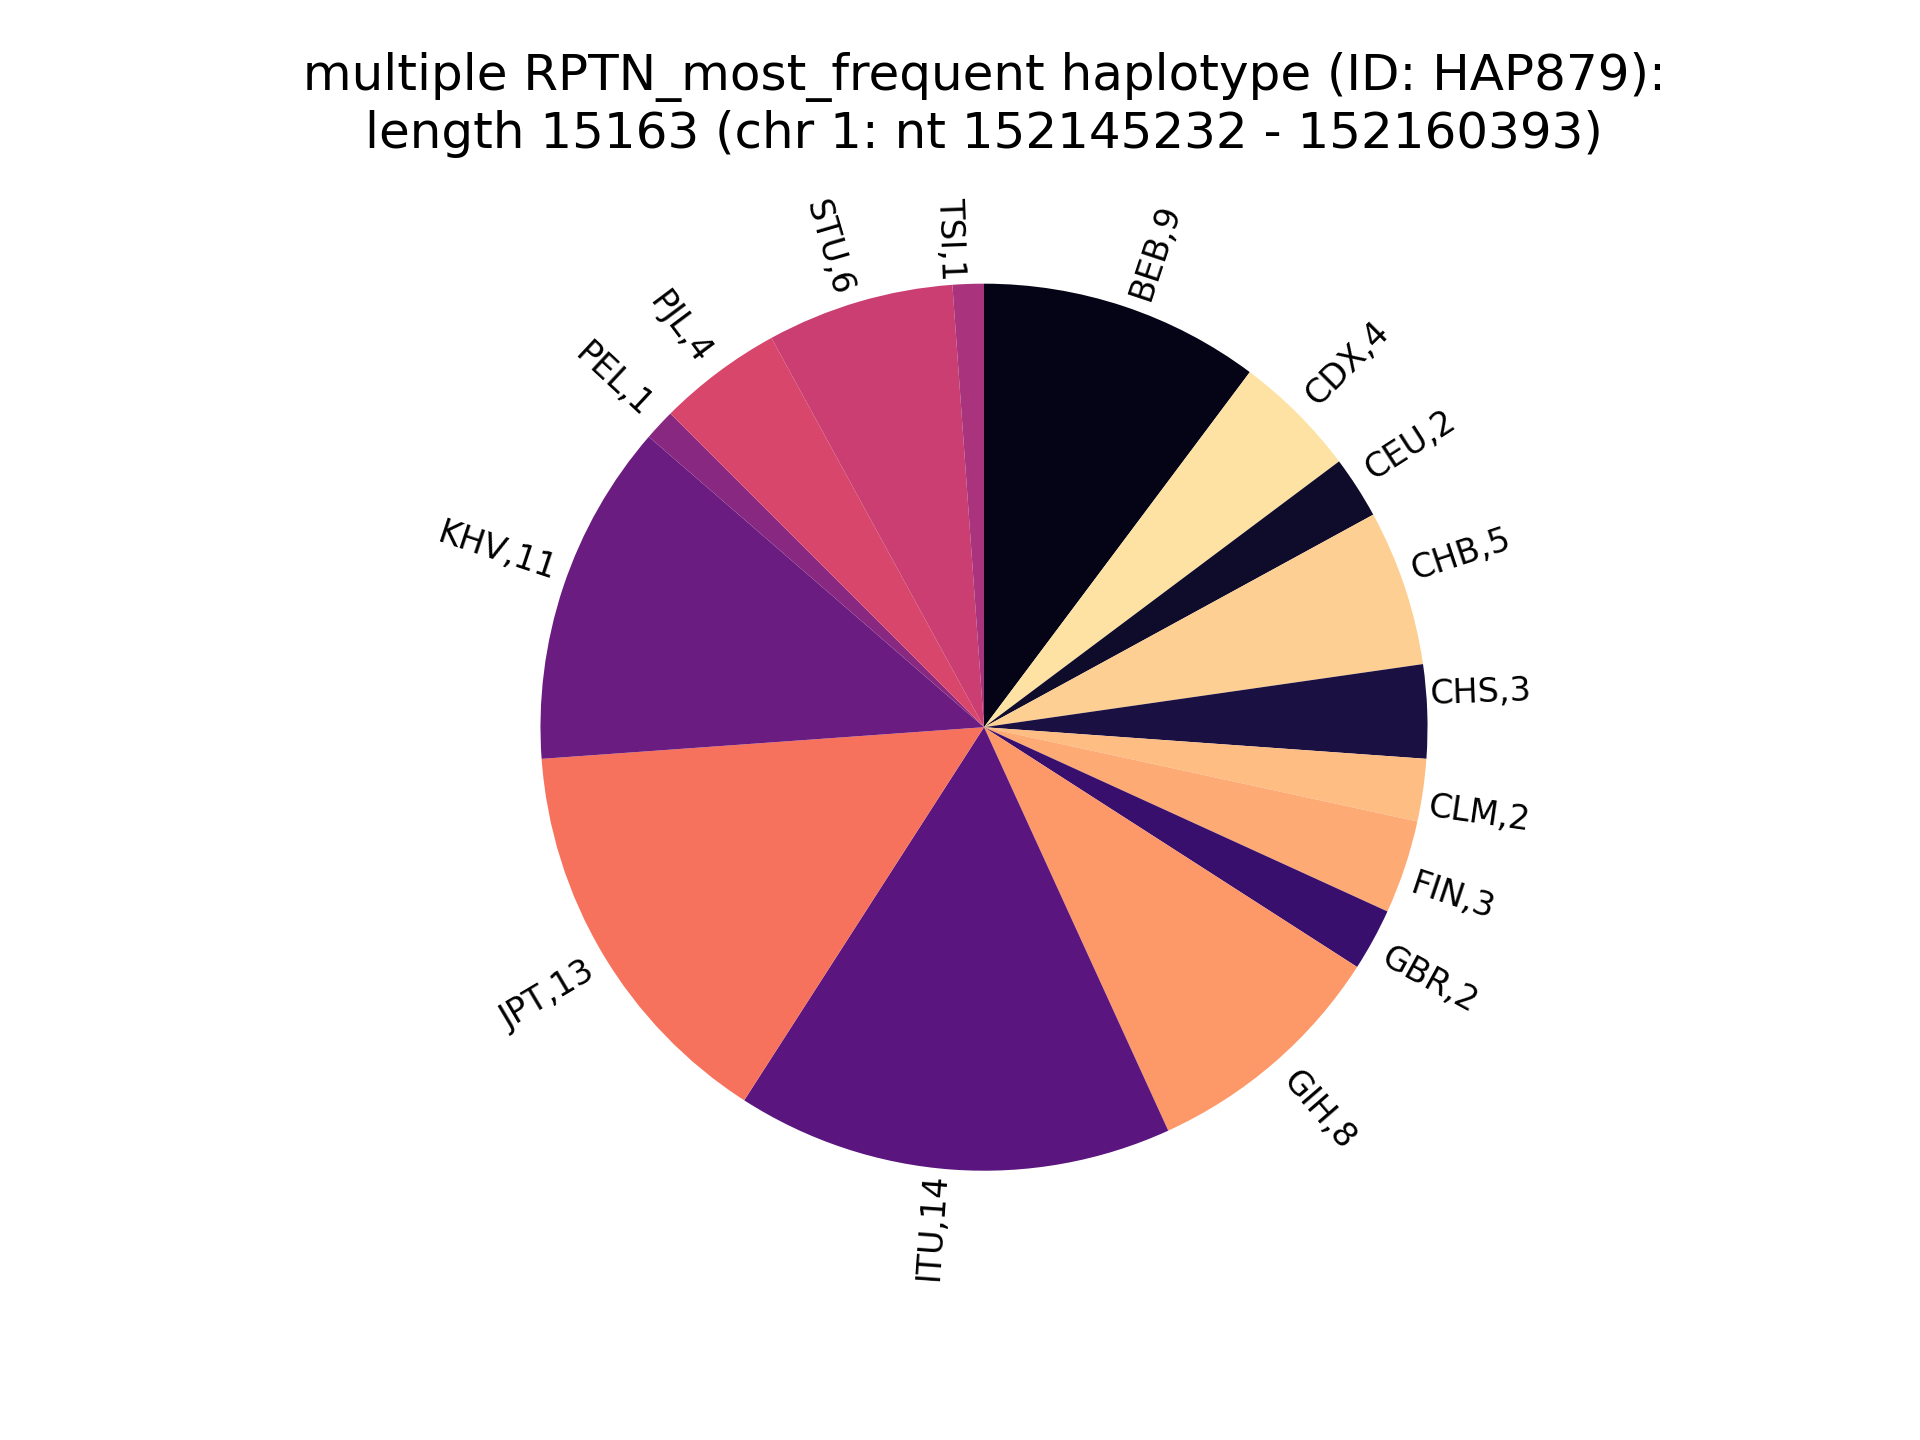 multiple RPTN_most_frequent haplotype (ID: HAP879):
length 15163 (chr 1: nt 152145232 - 152160393)
BEB,9
CDX,4
CEU,2
CHB,5
CHS,3
CLM,2
FIN,3
GBR,2
GIH,8
ITU,14
JPT,13
KHV,11
PEL,1
PJL,4
STU,6
TSI,1